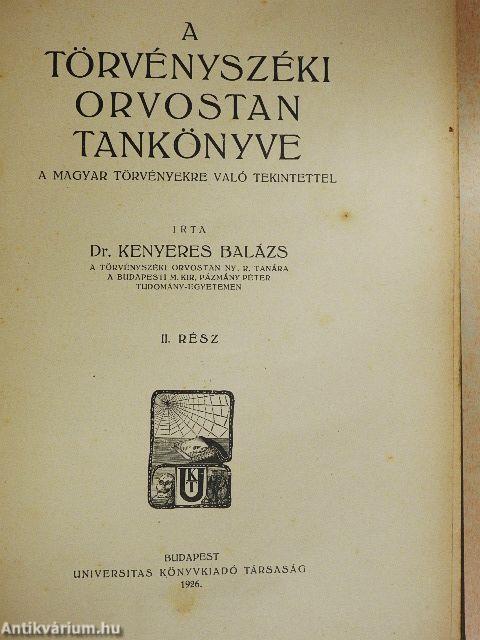 A
TÖRVÉNYSZÉKI
ORVOSTAN
TANKÖNYVE
A MAGYAR TÖRVÉNYEKRE VALÓ TEKINTETTEL
IRTA
Dr. KENYERES BALÁZS
A TÖRVÉNYSZÉKI ORVOSTAN NY. R. TANÁRA
A BUDAPESTI M. KIR. PÁZMÁNY PÉTER
TUDOMÁNY-EGYETEMEN
II. RÉSZ
UKT
BUDAPEST
UNIVERSITAS KÖNYVKIADÓ TÁRSASÁG
1926.
Antikvárium.hu